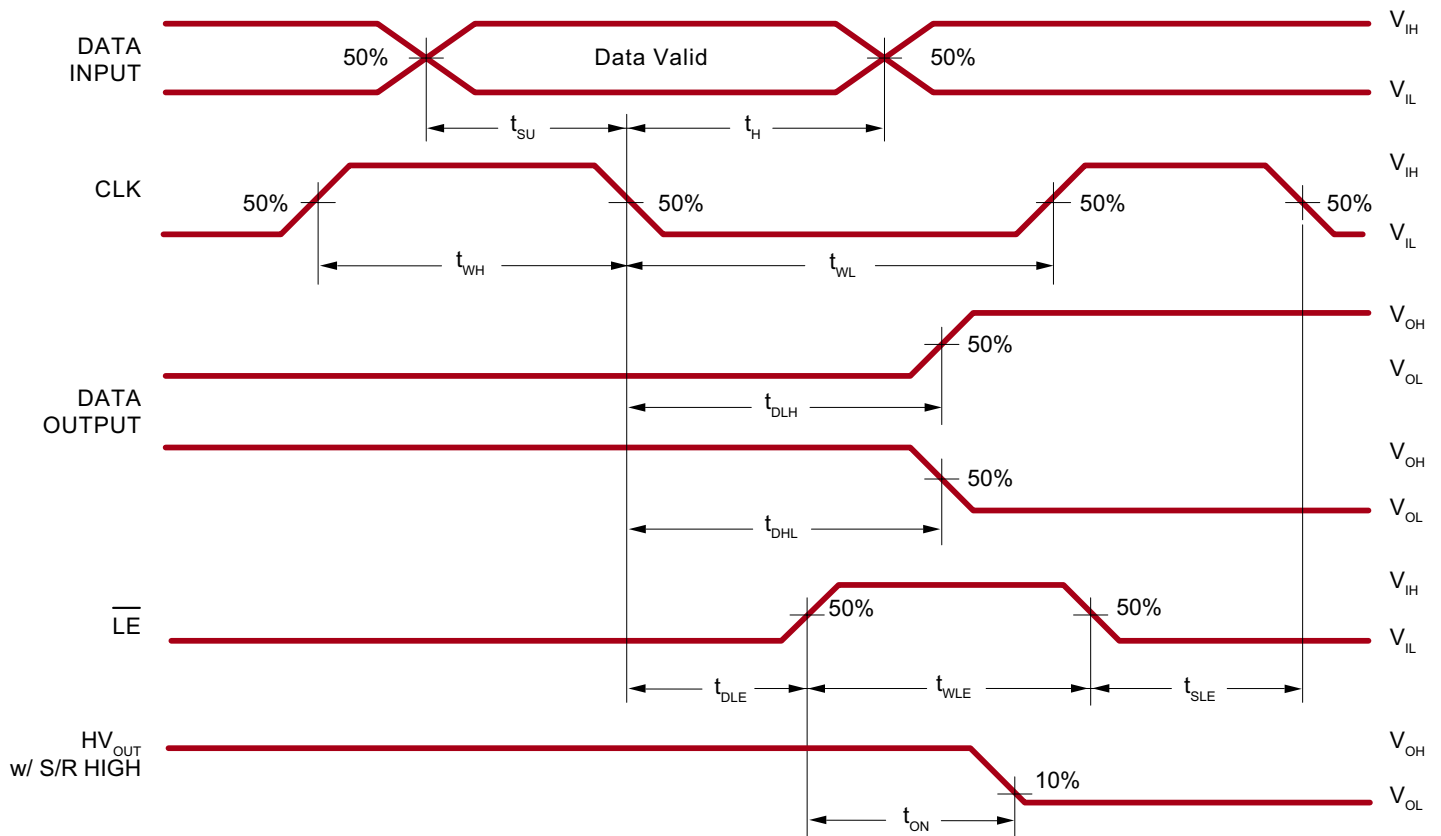 DATA
INPUT
50%
Data Valid
50%
V_IH
V_IL
t_SU
t_H
CLK
50%
50%
50%
50%
V_IH
V_IL
t_WH
t_WL
DATA
OUTPUT
50%
V_OH
V_OL
t_DLH
50%
V_OH
V_OL
t_DHL
L̅E̅
50%
50%
V_IH
V_IL
t_DLE
t_WLE
t_SLE
HV_OUT
w/ S/R HIGH
10%
V_OH
V_OL
t_ON